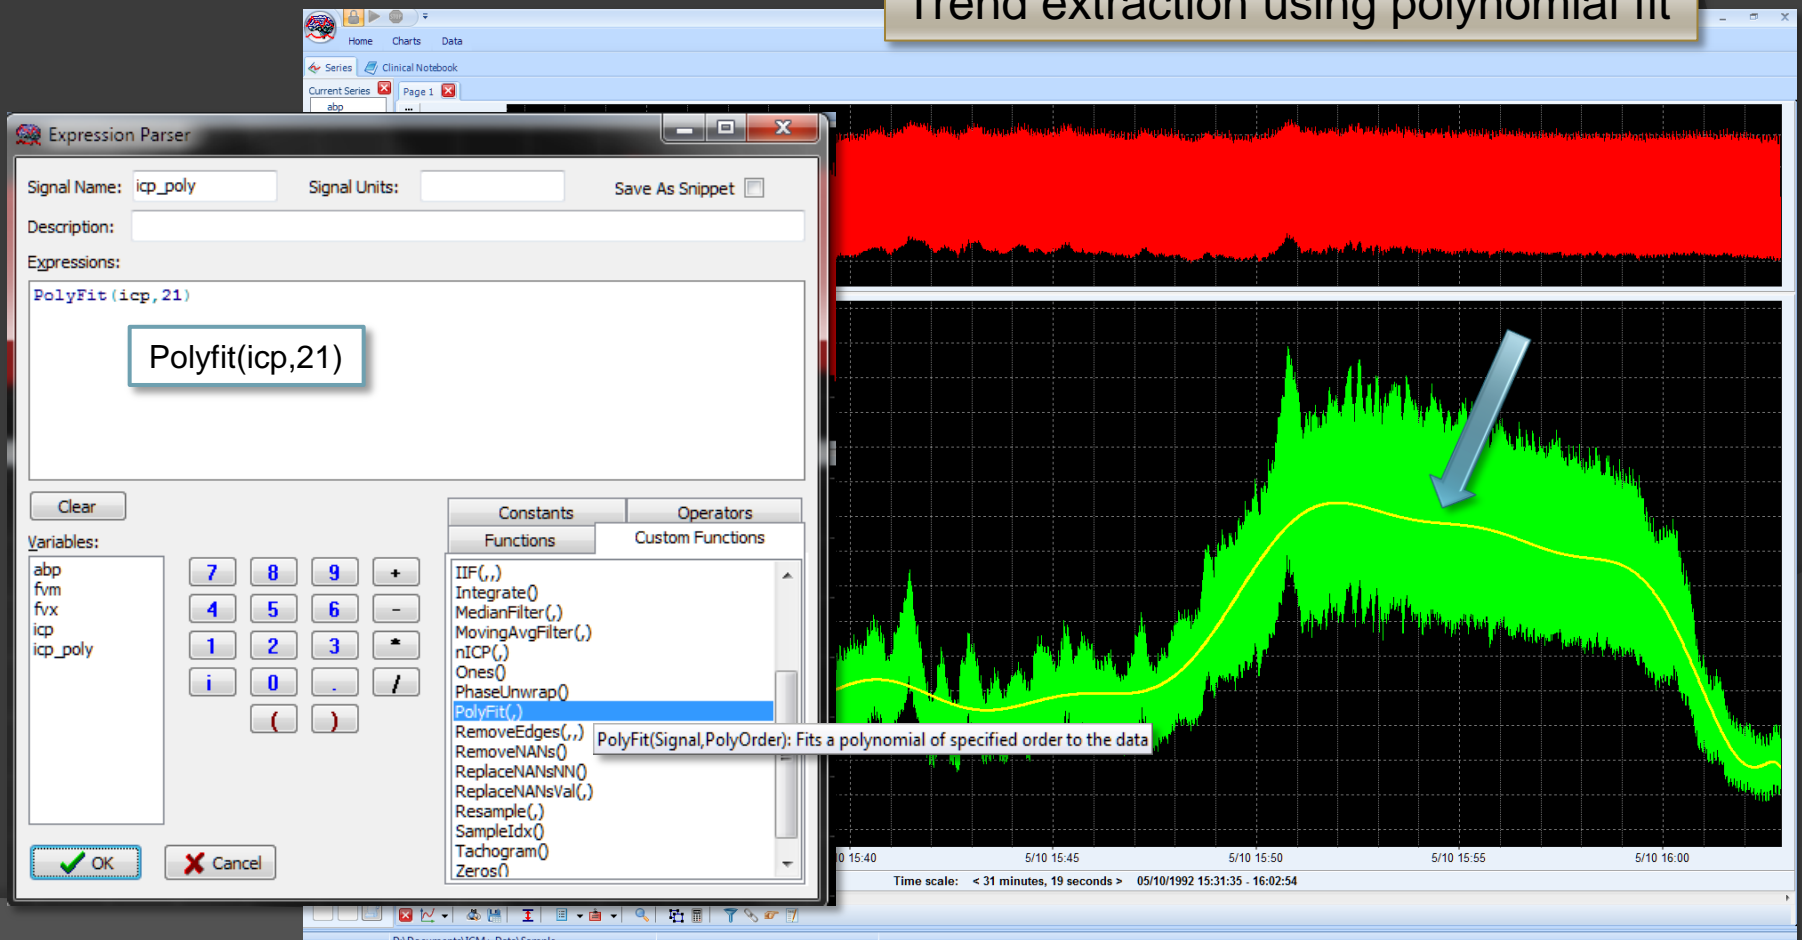 Trend extraction using polynomial fit
Home Charts Data
Series Clinical Notebook
Current Series Page 1
abp ...
Expression Parser
Signal Name: icp_poly Signal Units: Save As Snippet
Description:
Expressions:
PolyFit(icp,21)
Polyfit(icp,21)
Clear
Constants Operators
Functions Custom Functions
Variables:
abp
fvm
fvx
icp
icp_poly
7 8 9 +
4 5 6 -
1 2 3 *
i 0 . /
( )
IIF(,,)
Integrate()
MedianFilter(,)
MovingAvgFilter(,)
nICP(,)
Ones()
PhaseUnwrap()
PolyFit(,)
RemoveEdges(,,)
RemoveNANs()
ReplaceNANsNN()
ReplaceNANsVal(,)
Resample(,)
SampleIdx()
Tachogram()
Zeros()
PolyFit(Signal,PolyOrder): Fits a polynomial of specified order to the data
OK Cancel
15:40 5/10 15:45 5/10 15:50 5/10 15:55 5/10 16:00
Time scale: < 31 minutes, 19 seconds > 05/10/1992 15:31:35 - 16:02:54